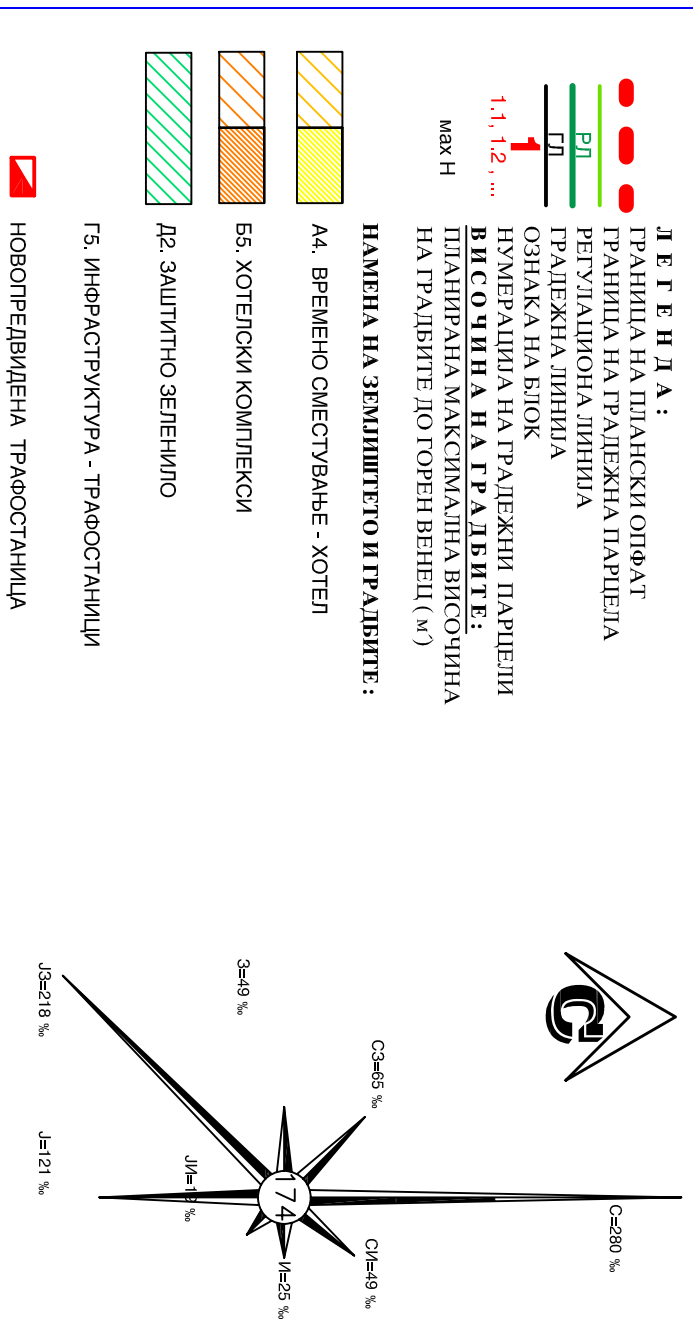 Л Е Г Е Н Д А :
ГРАНИЦА НА ПЛАНСКИ ОПФАТ
ГРАНИЦА НА ГРАДЕЖНА ПАРЦЕЛА
РЛ РЕГУЛАЦИОНА ЛИНИЈА
ГЛ ГРАДЕЖНА ЛИНИЈА
1 ОЗНАКА НА БЛОК
1.1, 1.2 , ... НУМЕРАЦИЈА НА ГРАДЕЖНИ ПАРЦЕЛИ
В И С О Ч И Н А Н А Г Р А Д Б И Т Е :
max H ПЛАНИРАНА МАКСИМАЛНА ВИСОЧИНА
НА ГРАДБИТЕ ДО ГОРЕН ВЕНЕЦ ( м´)
НАМЕНА НА ЗЕМЈИШТЕТО И ГРАДБИТЕ :
А4. ВРЕМЕНО СМЕСТУВАЊЕ - ХОТЕЛ
Б5. ХОТЕЛСКИ КОМПЛЕКСИ
Д2. ЗАШТИТНО ЗЕЛЕНИЛО
Г5. ИНФРАСТРУКТУРА - ТРАФОСТАНИЦИ
НОВОПРЕДВИДЕНА ТРАФОСТАНИЦА
С
С=280 ‰
СЗ=65 ‰
СИ=49 ‰
З=49 ‰
174
И=25 ‰
ЈИ=19 ‰
ЈЗ=218 ‰
Ј=121 ‰